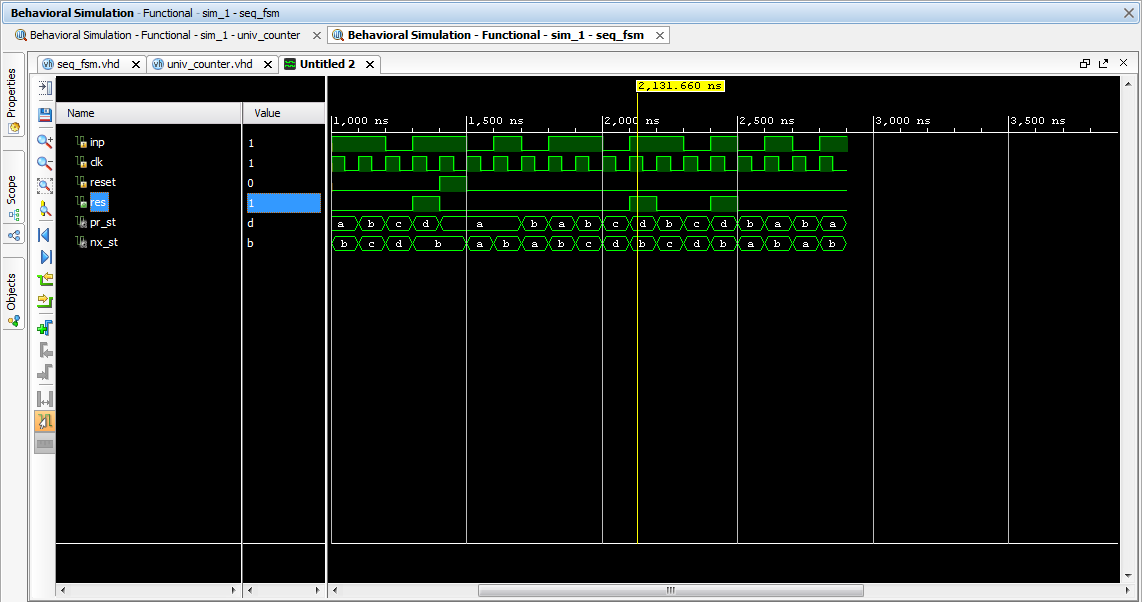 Behavioral Simulation - Functional - sim_1 - seq_fsm
Behavioral Simulation - Functional - sim_1 - univ_counter
Behavioral Simulation - Functional - sim_1 - seq_fsm
seq_fsm.vhd
univ_counter.vhd
Untitled 2
Properties
Scope
Objects
2,131.660 ns
Name
Value
1,000 ns
1,500 ns
2,000 ns
2,500 ns
3,000 ns
3,500 ns
inp 1
clk 1
reset 0
res 1
pr_st d a b c d a b a b c d b c d b a b a
nx_st b b c d b a b a b c d b c d b a b a b